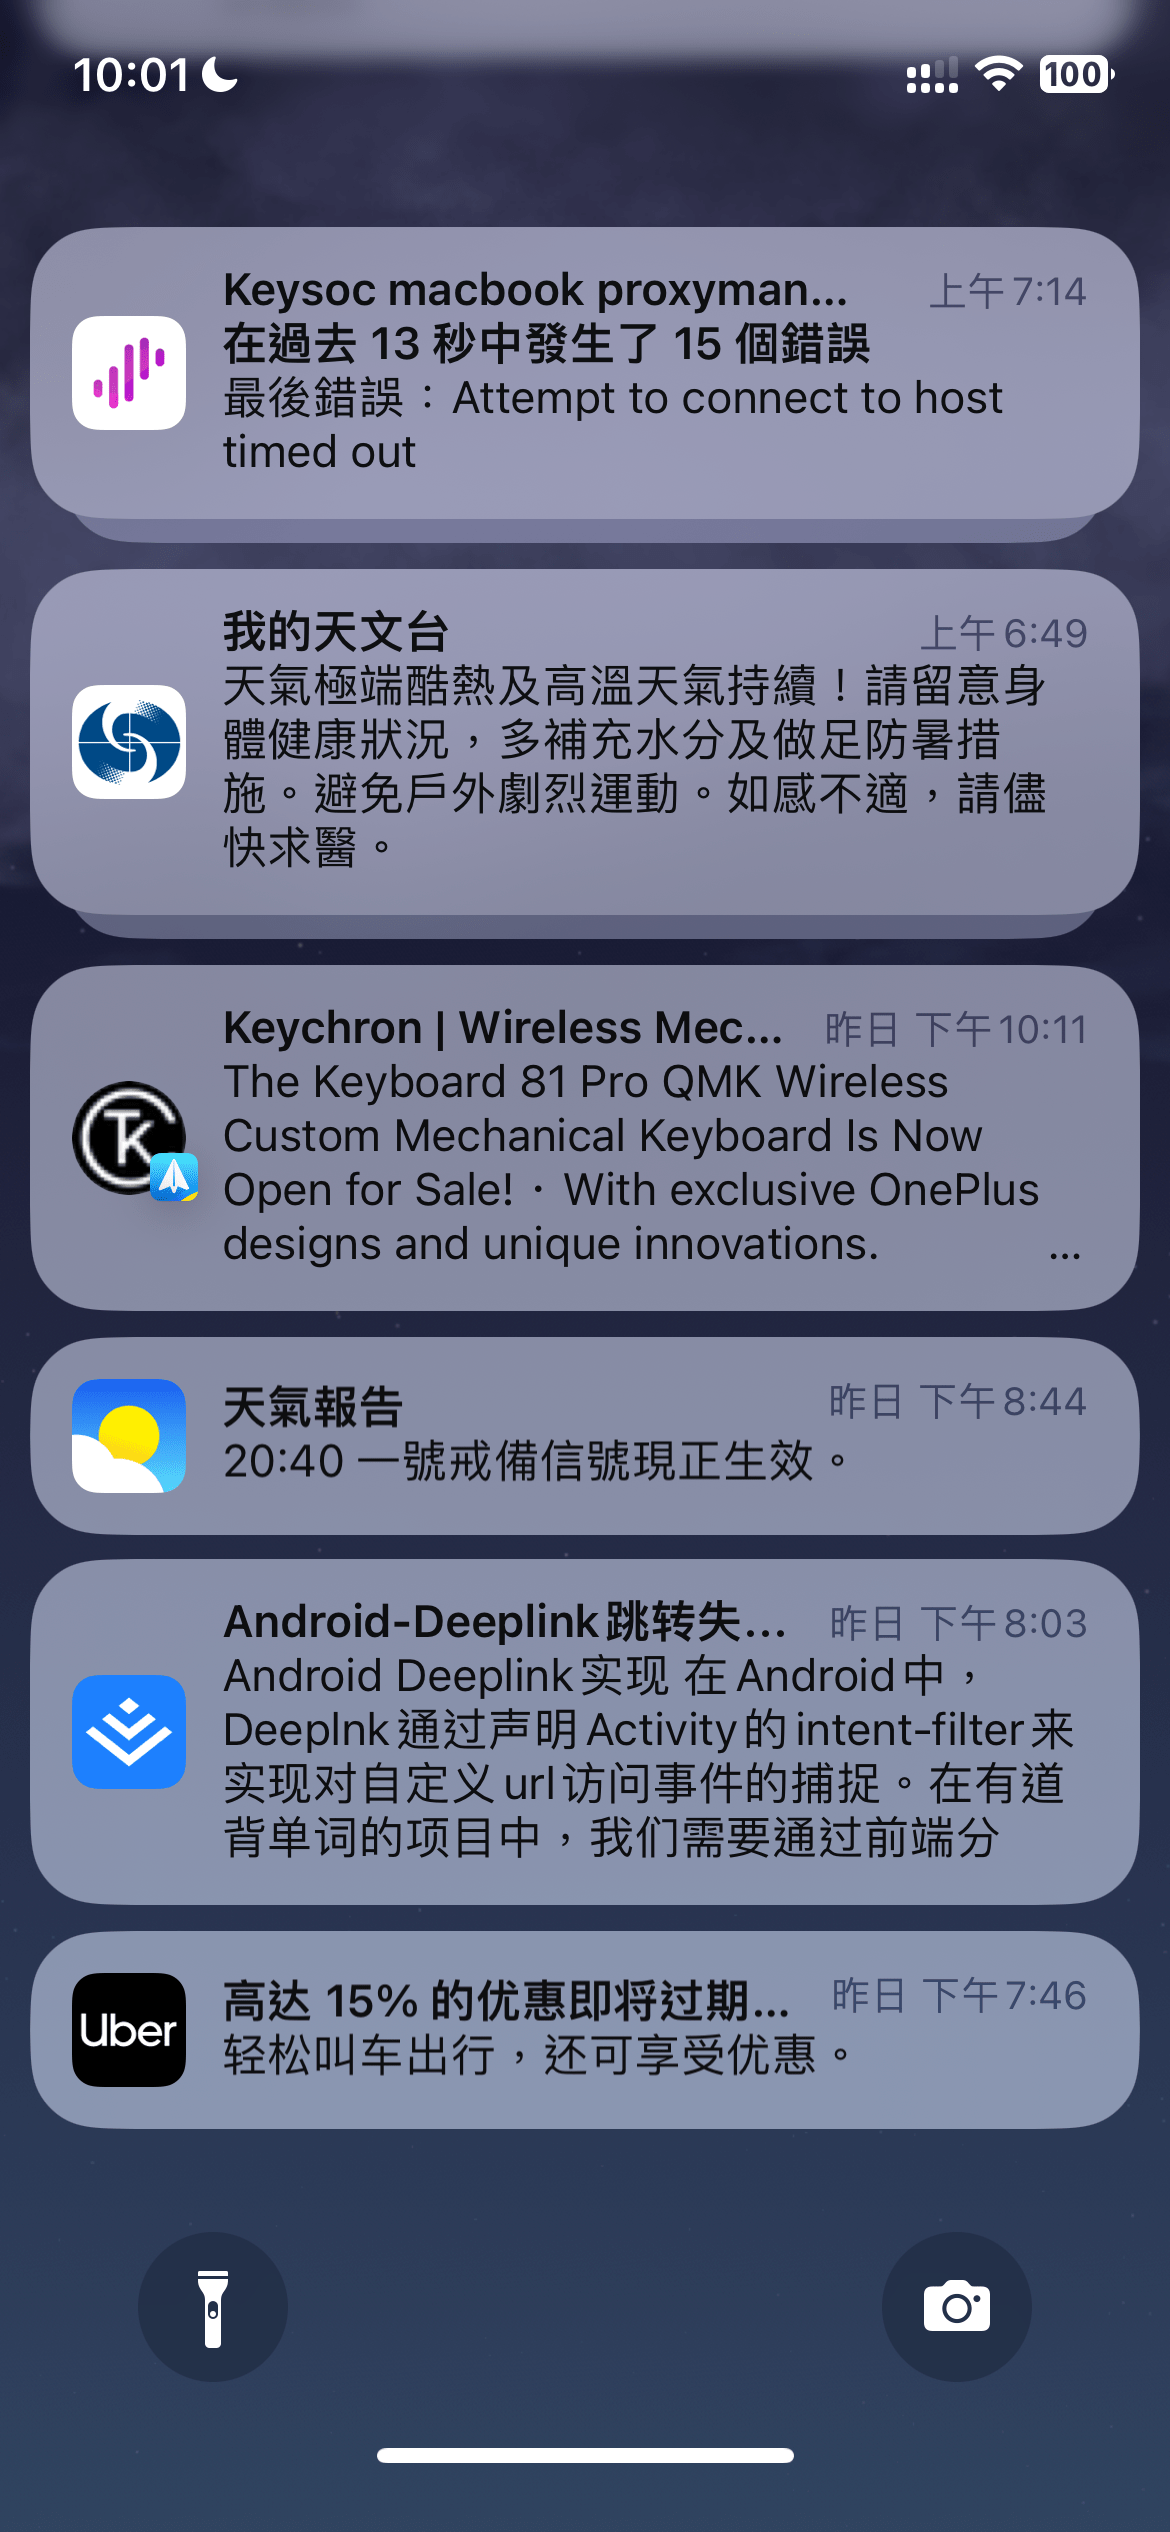 10:01
100
Keysoc macbook proxyman... 上午 7:14
在過去 13 秒中發生了 15 個錯誤
最後錯誤：Attempt to connect to host
timed out
我的天文台 上午 6:49
天氣極端酷熱及高溫天氣持續！請留意身
體健康狀況，多補充水分及做足防暑措
施。避免戶外劇烈運動。如感不適，請儘
快求醫。
Keychron | Wireless Mec... 昨日 下午 10:11
The Keyboard 81 Pro QMK Wireless
Custom Mechanical Keyboard Is Now
Open for Sale! · With exclusive OnePlus
designs and unique innovations. ...
天氣報告 昨日 下午 8:44
20:40 一號戒備信號現正生效。
Android-Deeplink跳转失... 昨日 下午 8:03
Android Deeplink实现 在Android中，
Deeplnk通过声明Activity的intent-filter来
实现对自定义url访问事件的捕捉。在有道
背单词的项目中，我们需要通过前端分
Uber
高达 15% 的优惠即将过期... 昨日 下午 7:46
轻松叫车出行，还可享受优惠。